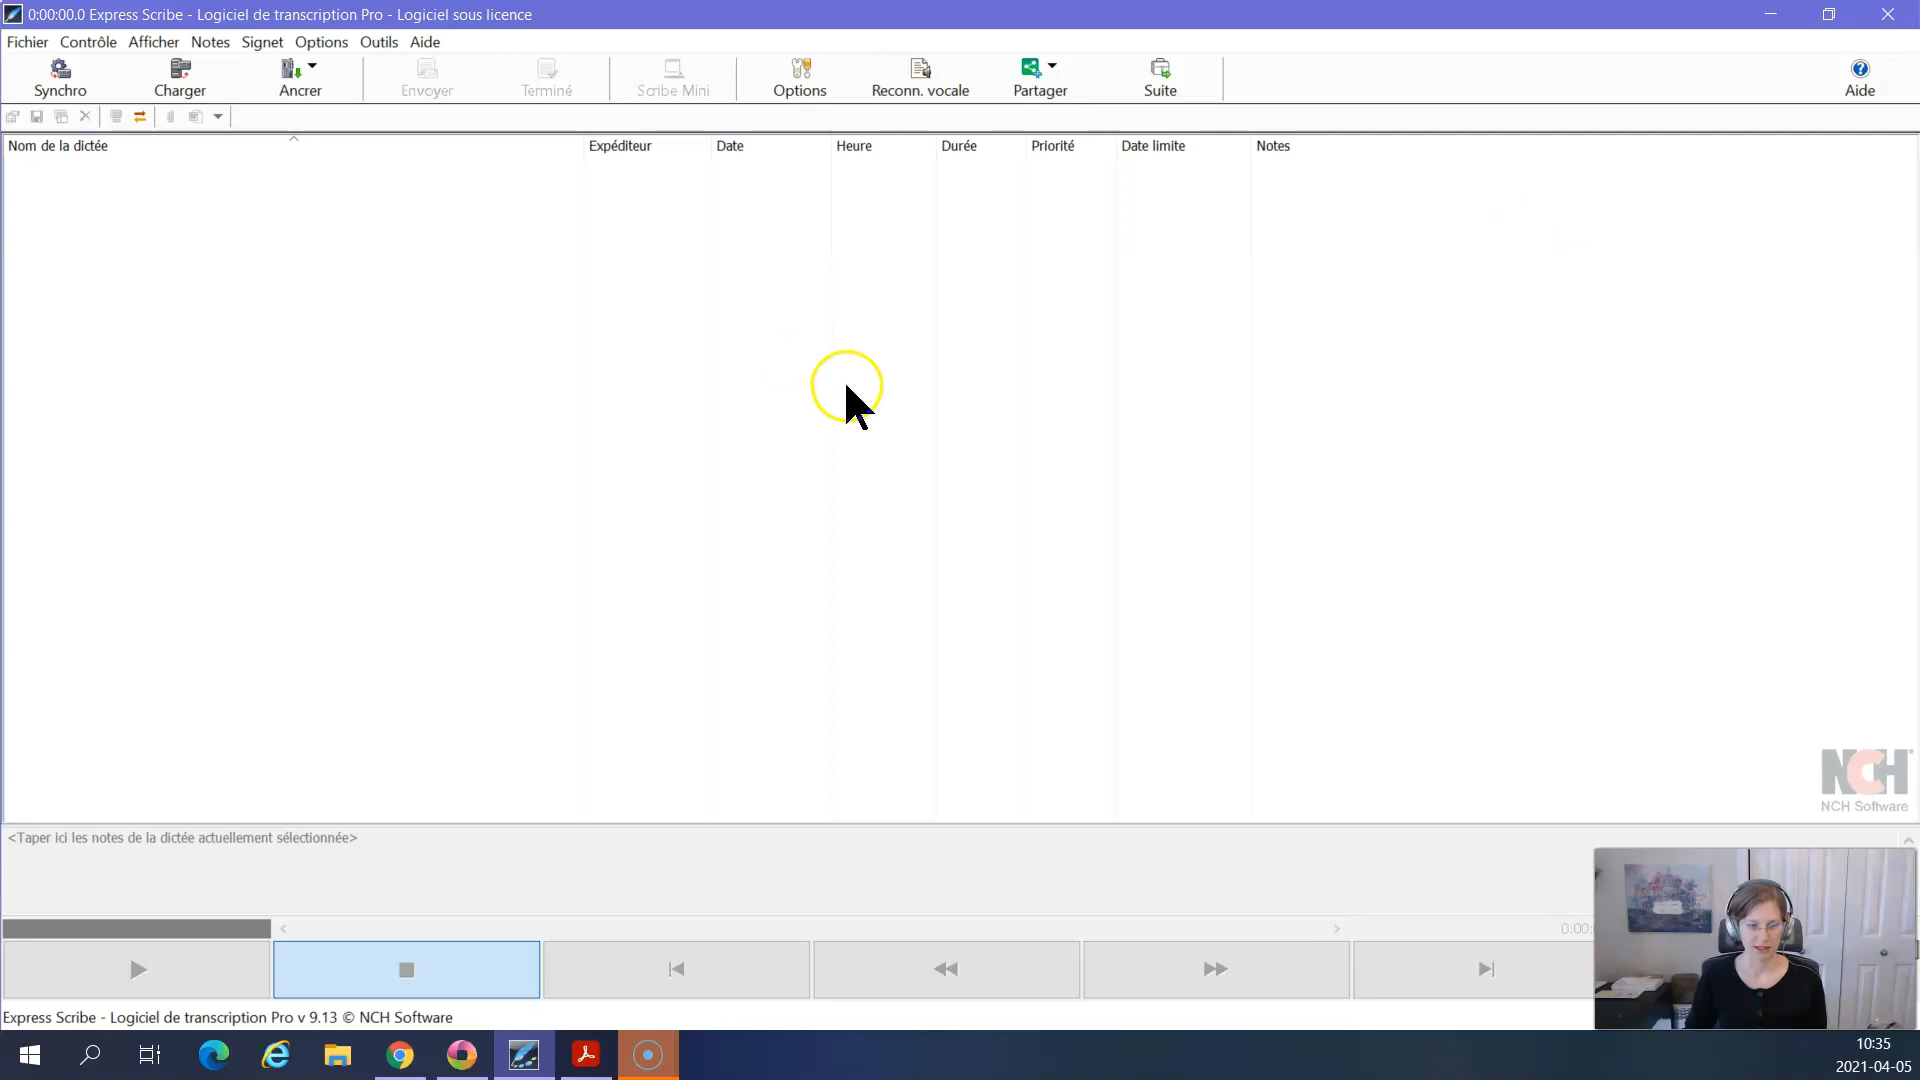 0:00:00.0 Express Scribe - Logiciel de transcription Pro - Logiciel sous licence
Fichier Contrôle Afficher Notes Signet Options Outils Aide
Synchro Charger Ancrer Envoyer Terminé Scribe Mini Options Reconn. vocale Partager Suite Aide
Nom de la dictée Expéditeur Date Heure Durée Priorité Date limite Notes
NCH
NCH Software
<Taper ici les notes de la dictée actuellement sélectionnée>
0:00:
Express Scribe - Logiciel de transcription Pro v 9.13 © NCH Software
10:35
2021-04-05